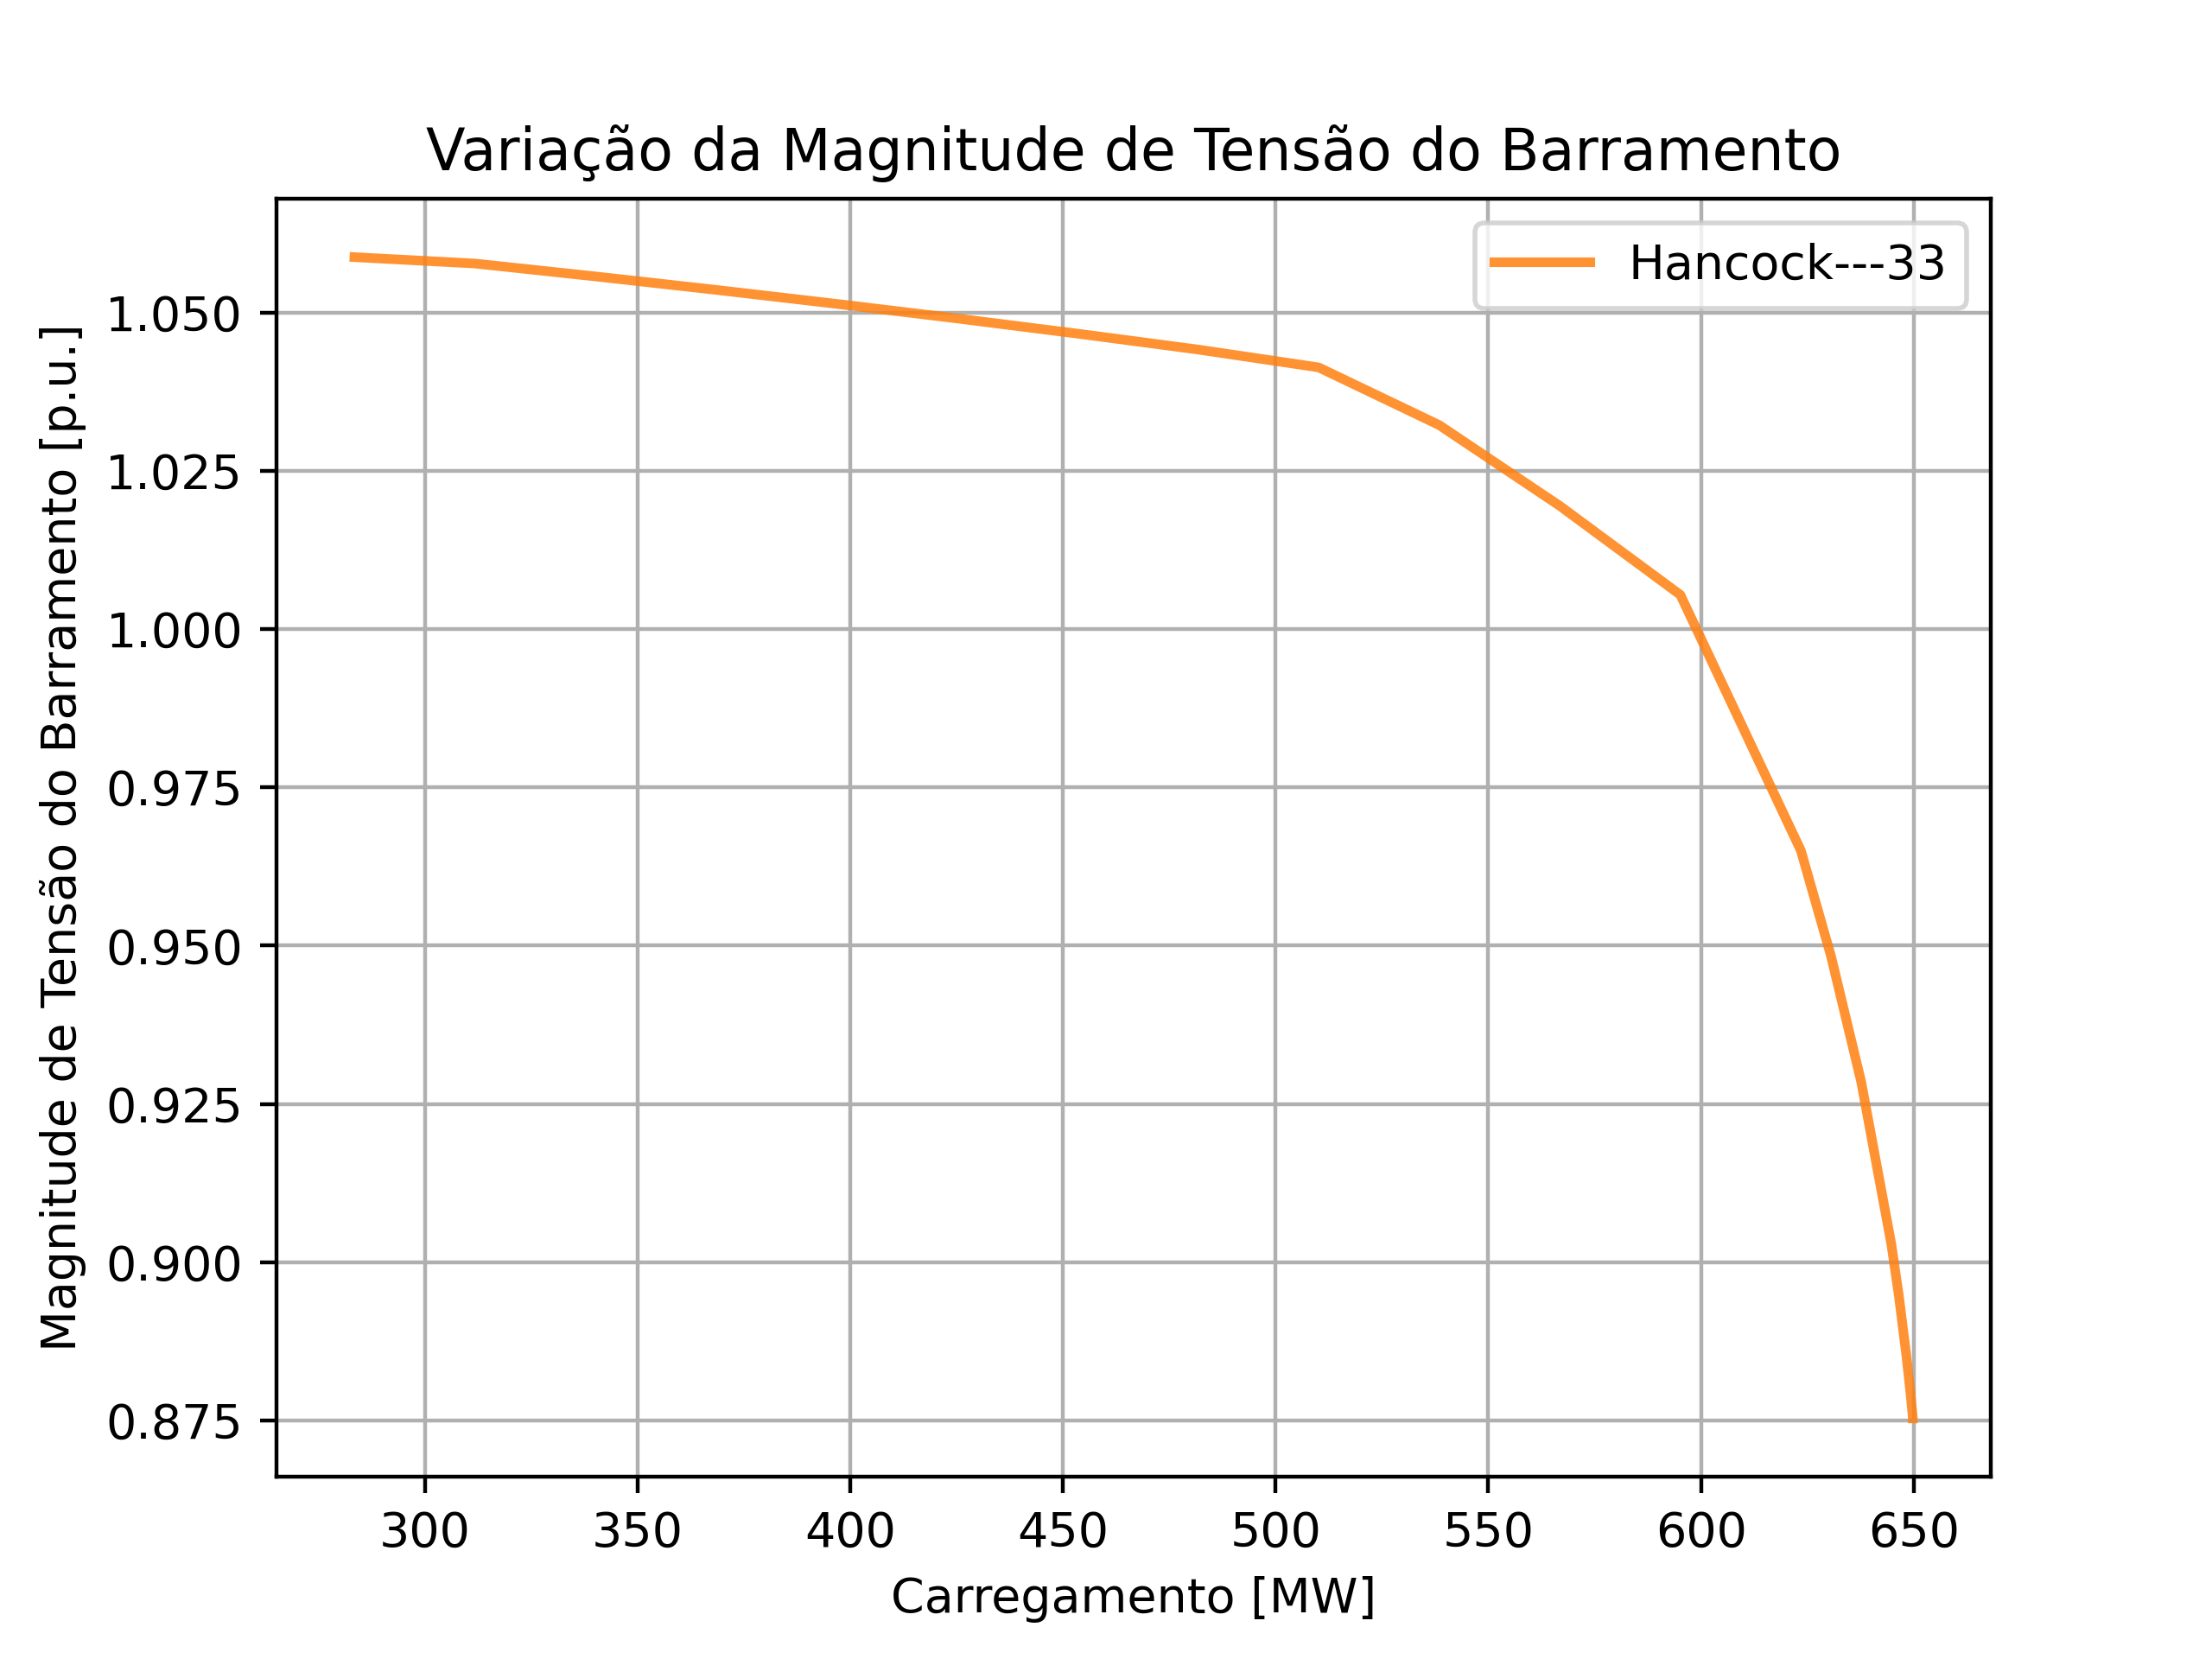 Variação da Magnitude de Tensão do Barramento
Hancock---33
Magnitude de Tensão do Barramento [p.u.]
1.050
1.025
1.000
0.975
0.950
0.925
0.900
0.875
300 350 400 450 500 550 600 650
Carregamento [MW]